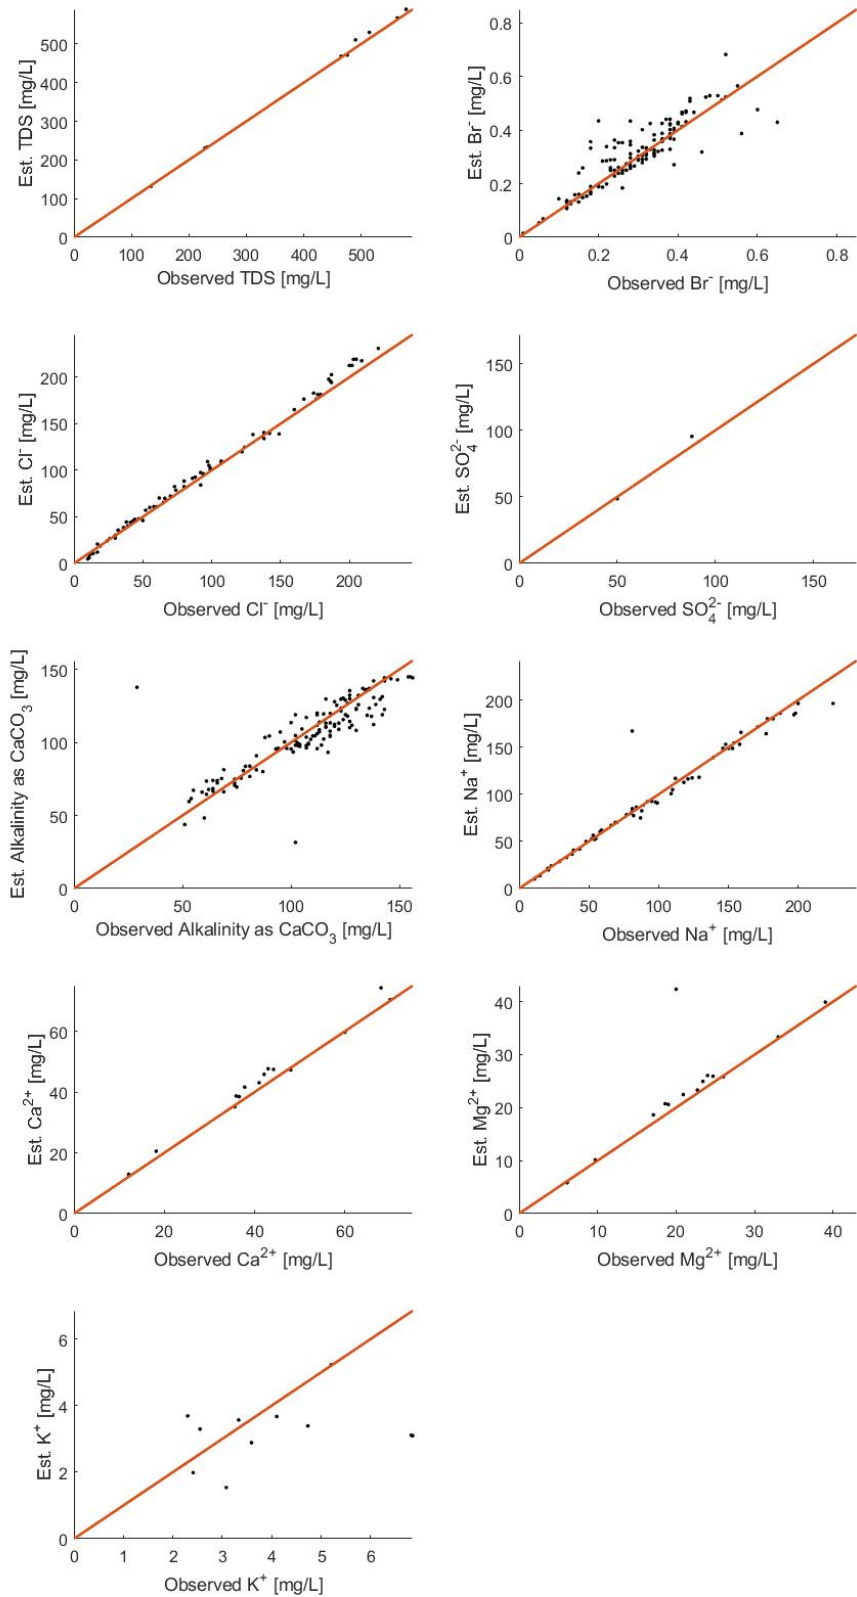 Est. TDS [mg/L]
500
400
300
200
100
0
0 100 200 300 400 500
Observed TDS [mg/L]
Est. Br⁻ [mg/L]
0.8
0.6
0.4
0.2
0
0 0.2 0.4 0.6 0.8
Observed Br⁻ [mg/L]
Est. Cl⁻ [mg/L]
200
150
100
50
0
0 50 100 150 200
Observed Cl⁻ [mg/L]
Est. SO₄²⁻ [mg/L]
150
100
50
0
0 50 100 150
Observed SO₄²⁻ [mg/L]
Est. Alkalinity as CaCO₃ [mg/L]
150
100
50
0
0 50 100 150
Observed Alkalinity as CaCO₃ [mg/L]
Est. Na⁺ [mg/L]
200
150
100
50
0
0 50 100 150 200
Observed Na⁺ [mg/L]
Est. Ca²⁺ [mg/L]
60
40
20
0
0 20 40 60
Observed Ca²⁺ [mg/L]
Est. Mg²⁺ [mg/L]
40
30
20
10
0
0 10 20 30 40
Observed Mg²⁺ [mg/L]
Est. K⁺ [mg/L]
6
4
2
0
0 1 2 3 4 5 6
Observed K⁺ [mg/L]